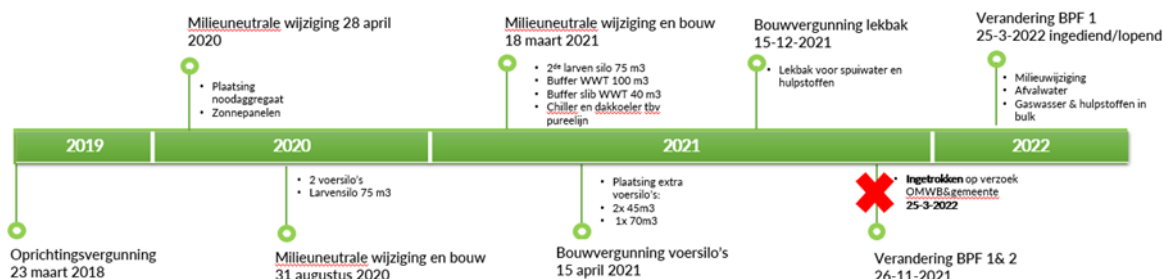 Milieuneutrale wijziging 28 april
2020
• Plaatsing
noodaggregaat
• Zonnepanelen
Milieuneutrale wijziging en bouw
18 maart 2021
• 2de larven silo 75 m3
• Buffer WWT 100 m3
• Buffer slib WWT 40 m3
• Chiller en dakkoeler tbv
pureelijn
Bouwvergunning lekbak
15-12-2021
• Lekbak voor spuiwater en
hulpstoffen
Verandering BPF 1
25-3-2022 ingediend/lopend
• Milieuwijziging
• Afvalwater
• Gaswasser & hulpstoffen in
bulk
2019
2020
2021
2022
Oprichtingsvergunning
23 maart 2018
• 2 voersilo's
• Larvensilo 75 m3
Milieuneutrale wijziging en bouw
31 augustus 2020
• Plaatsing extra
voersilo's:
• 2x 45m3
• 1x 70m3
Bouwvergunning voersilo's
15 april 2021
• Ingetrokken op verzoek
OMWB&gemeente
25-3-2022
Verandering BPF 1& 2
26-11-2021